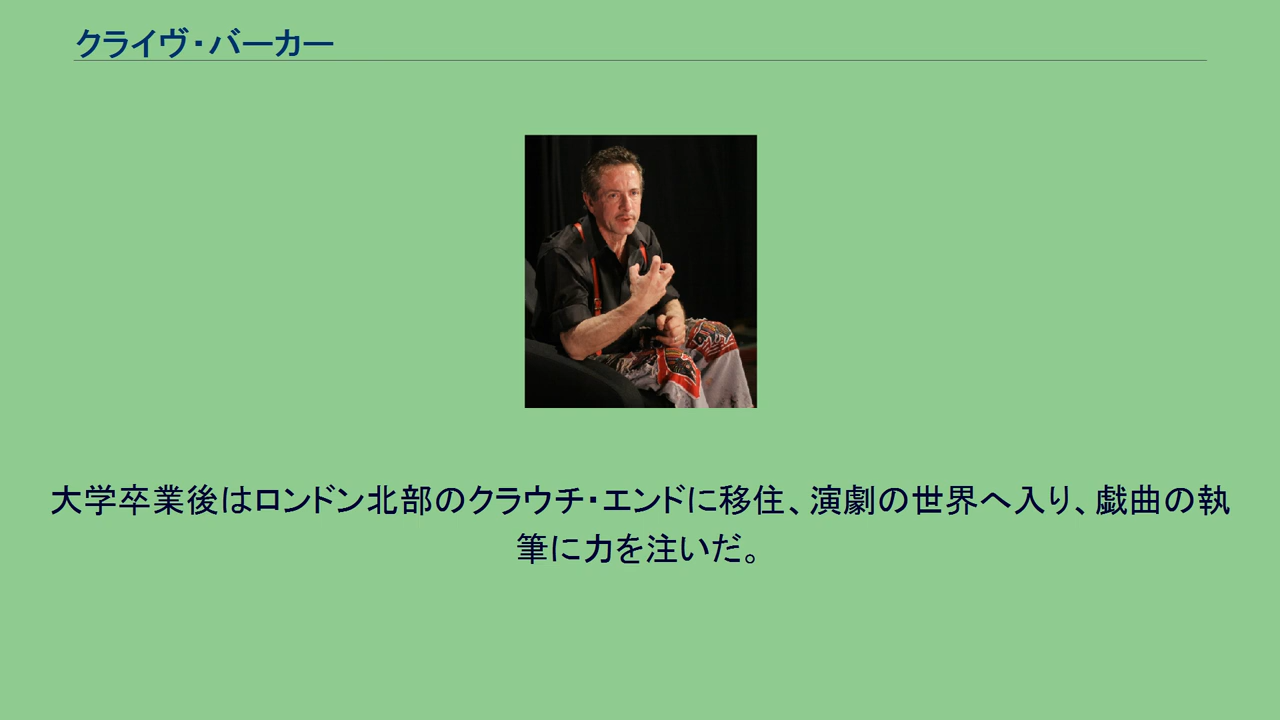 クライヴ・バーカー
大学卒業後はロンドン北部のクラウチ・エンドに移住、演劇の世界へ入り、戯曲の執
筆に力を注いだ。